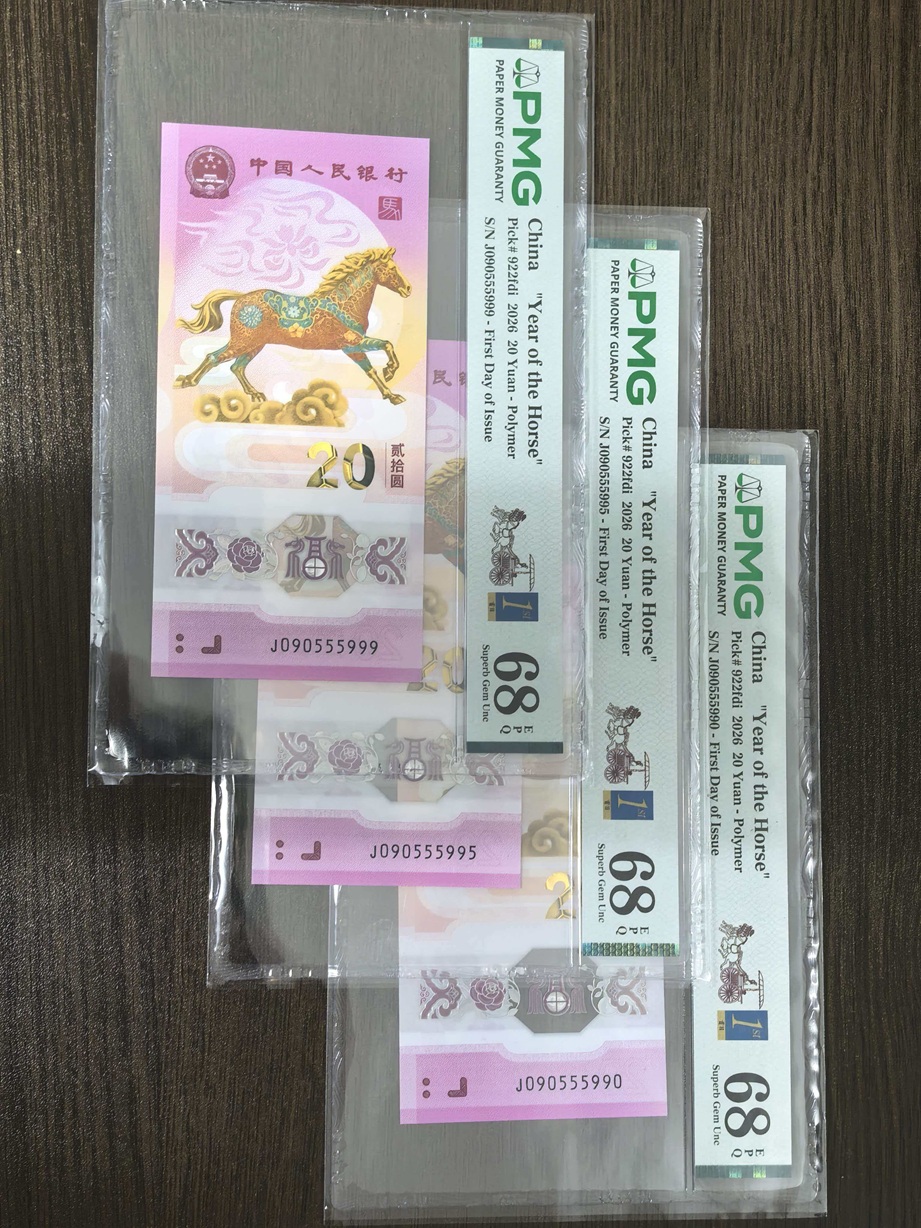 中国人民银行
馬
20
贰拾圆
J090555999
PMG
PAPER MONEY GUARANTY
China "Year of the Horse"
Pick# 922fdi 2026 20 Yuan - Polymer
S/N J090555999 - First Day of Issue
1st
68 EPQ
Superb Gem Unc
民
20
J090555995
PMG
PAPER MONEY GUARANTY
China "Year of the Horse"
Pick# 922fdi 2026 20 Yuan - Polymer
S/N J090555995 - First Day of Issue
1st
68 EPQ
Superb Gem Unc
2
J090555990
PMG
PAPER MONEY GUARANTY
China "Year of the Horse"
Pick# 922fdi 2026 20 Yuan - Polymer
S/N J090555990 - First Day of Issue
1st
68 EPQ
Superb Gem Unc